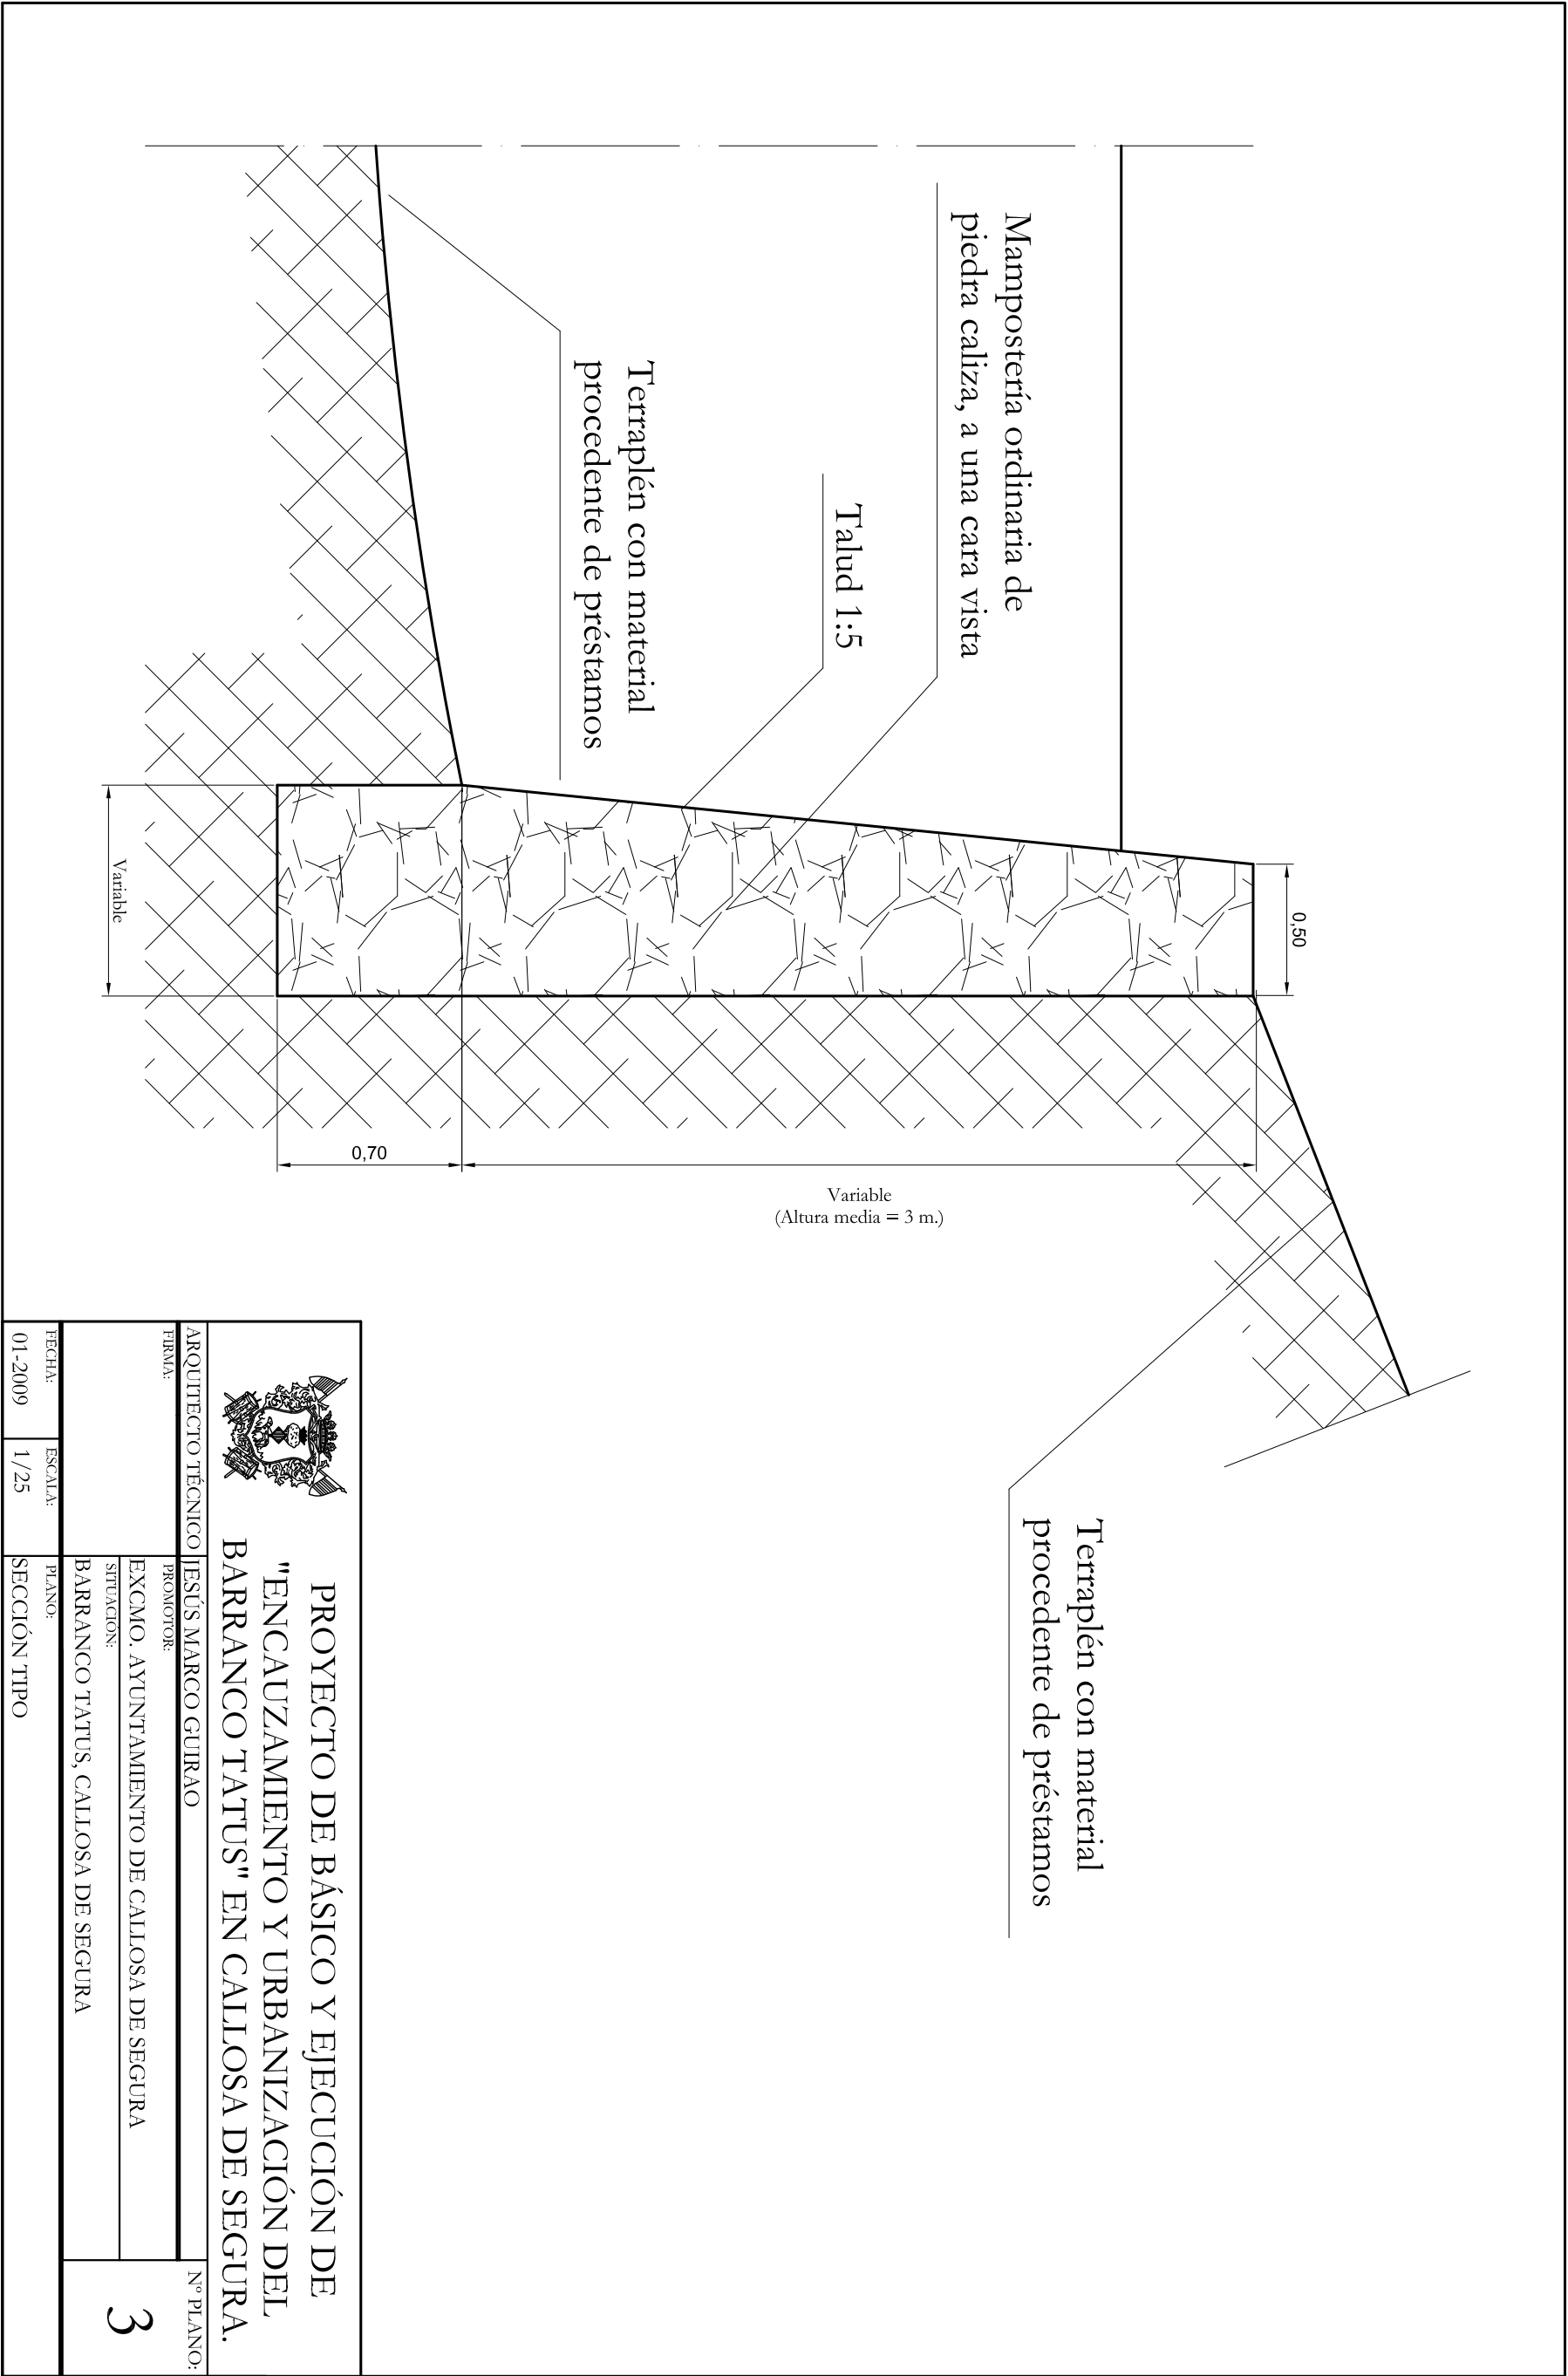 0,50
Mampostería ordinaria de
piedra caliza, a una cara vista
Talud 1:5
Terraplén con material
procedente de préstamos
Variable
0,70
Variable
(Altura media = 3 m.)
Terraplén con material
procedente de préstamos
PROYECTO DE BÁSICO Y EJECUCIÓN DE
"ENCAUZAMIENTO Y URBANIZACIÓN DEL
BARRANCO TATUS" EN CALLOSA DE SEGURA.
ARQUITECTO TÉCNICO JESÚS MARCO GUIRAO
Nº PLANO:
3
FIRMA:
PROMOTOR:
EXCMO. AYUNTAMIENTO DE CALLOSA DE SEGURA
SITUACIÓN:
BARRANCO TATUS, CALLOSA DE SEGURA
FECHA:
01-2009
ESCALA:
1/25
PLANO:
SECCIÓN TIPO